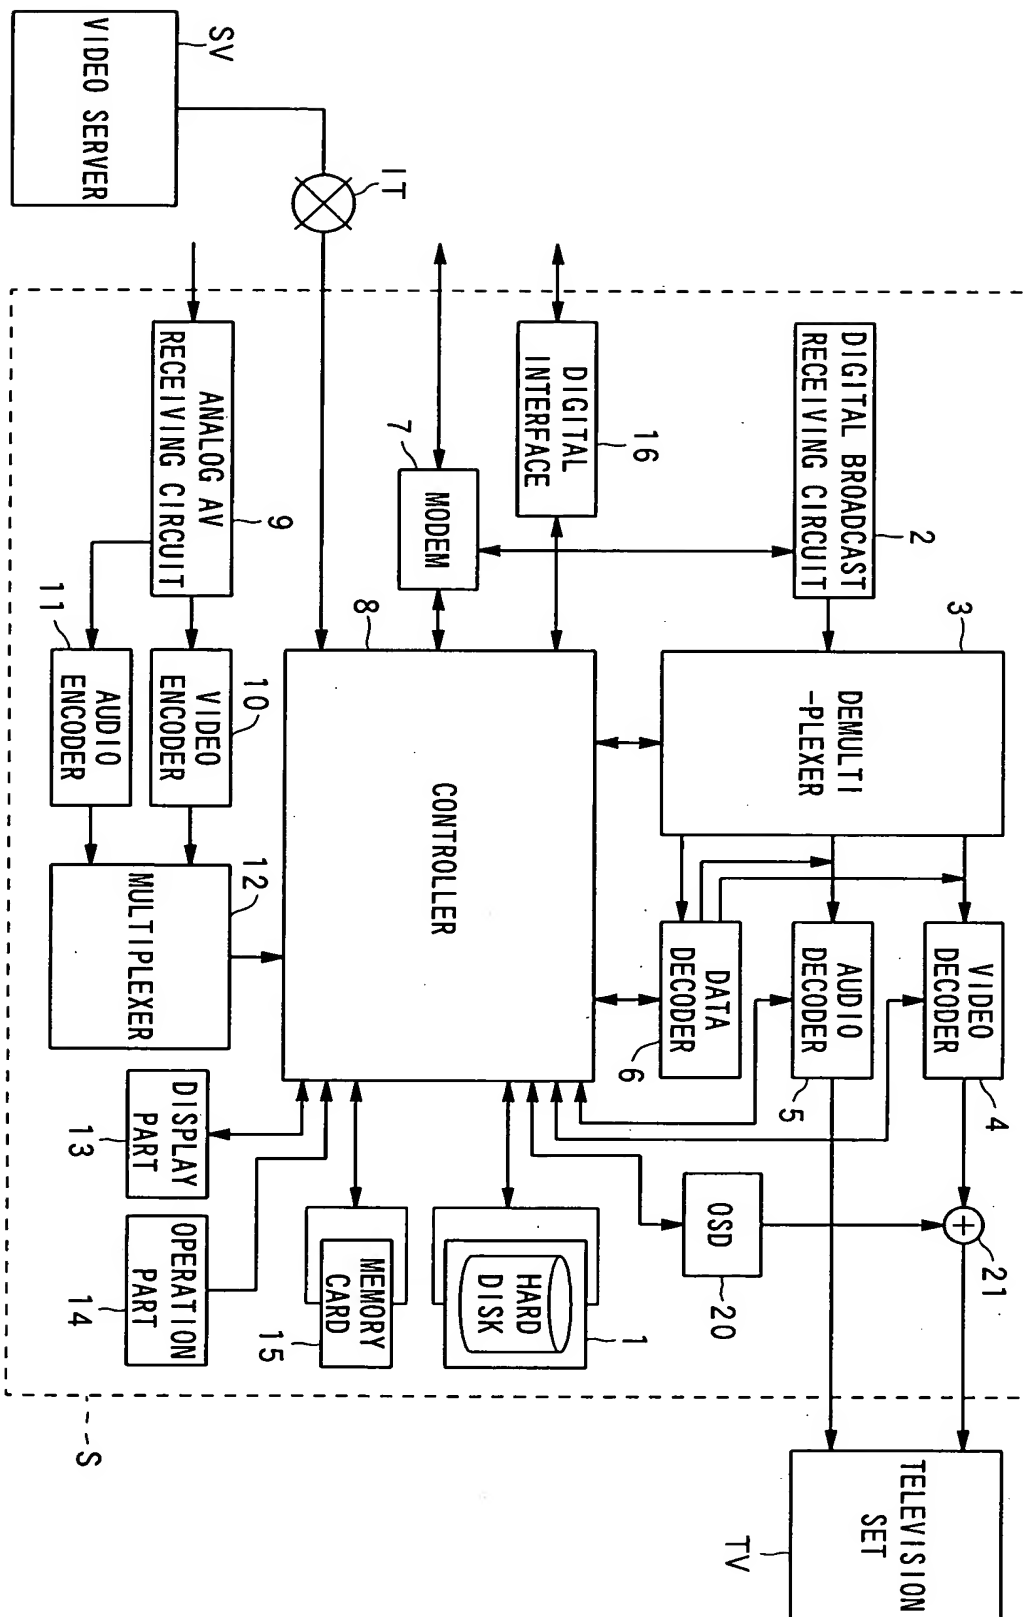 DIGITAL BROADCAST
RECEIVING CIRCUIT
2
3
DEMULTI
-PLEXER
VIDEO
DECODER
4
21
+
TELEVISION
SET
TV
AUDIO
DECODER
5
DATA
DECODER
6
OSD
20
16
DIGITAL
INTERFACE
7
MODEM
8
CONTROLLER
HARD
DISK
1
MEMORY
CARD
15
IT
SV
VIDEO SERVER
ANALOG AV
RECEIVING CIRCUIT
9
10
VIDEO
ENCODER
11
AUDIO
ENCODER
12
MULTIPLEXER
DISPLAY
PART
13
OPERATION
PART
14
S